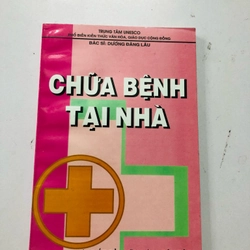 TRUNG TÂM UNESCO
PHỔ BIẾN KIẾN THỨC VĂN HÓA, GIÁO DỤC CỘNG ĐỒNG
BÁC SĨ: DƯƠNG ĐĂNG LÂU
CHỮA BỆNH
TẠI NHÀ